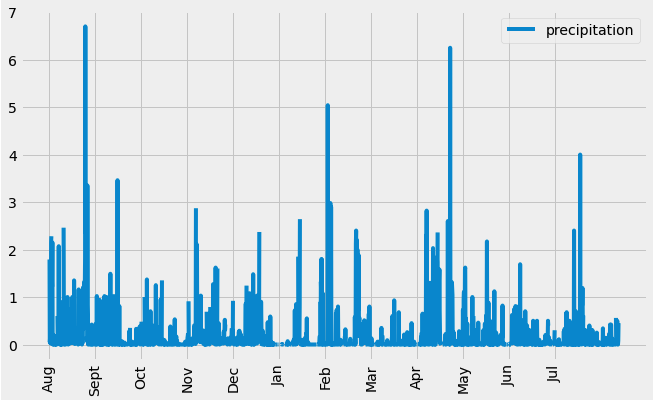 7
precipitation
6
5
4
3
2
1
0
Aug
Sept
Oct
Nov
Dec
Jan
Feb
Mar
Apr
May
Jun
Jul